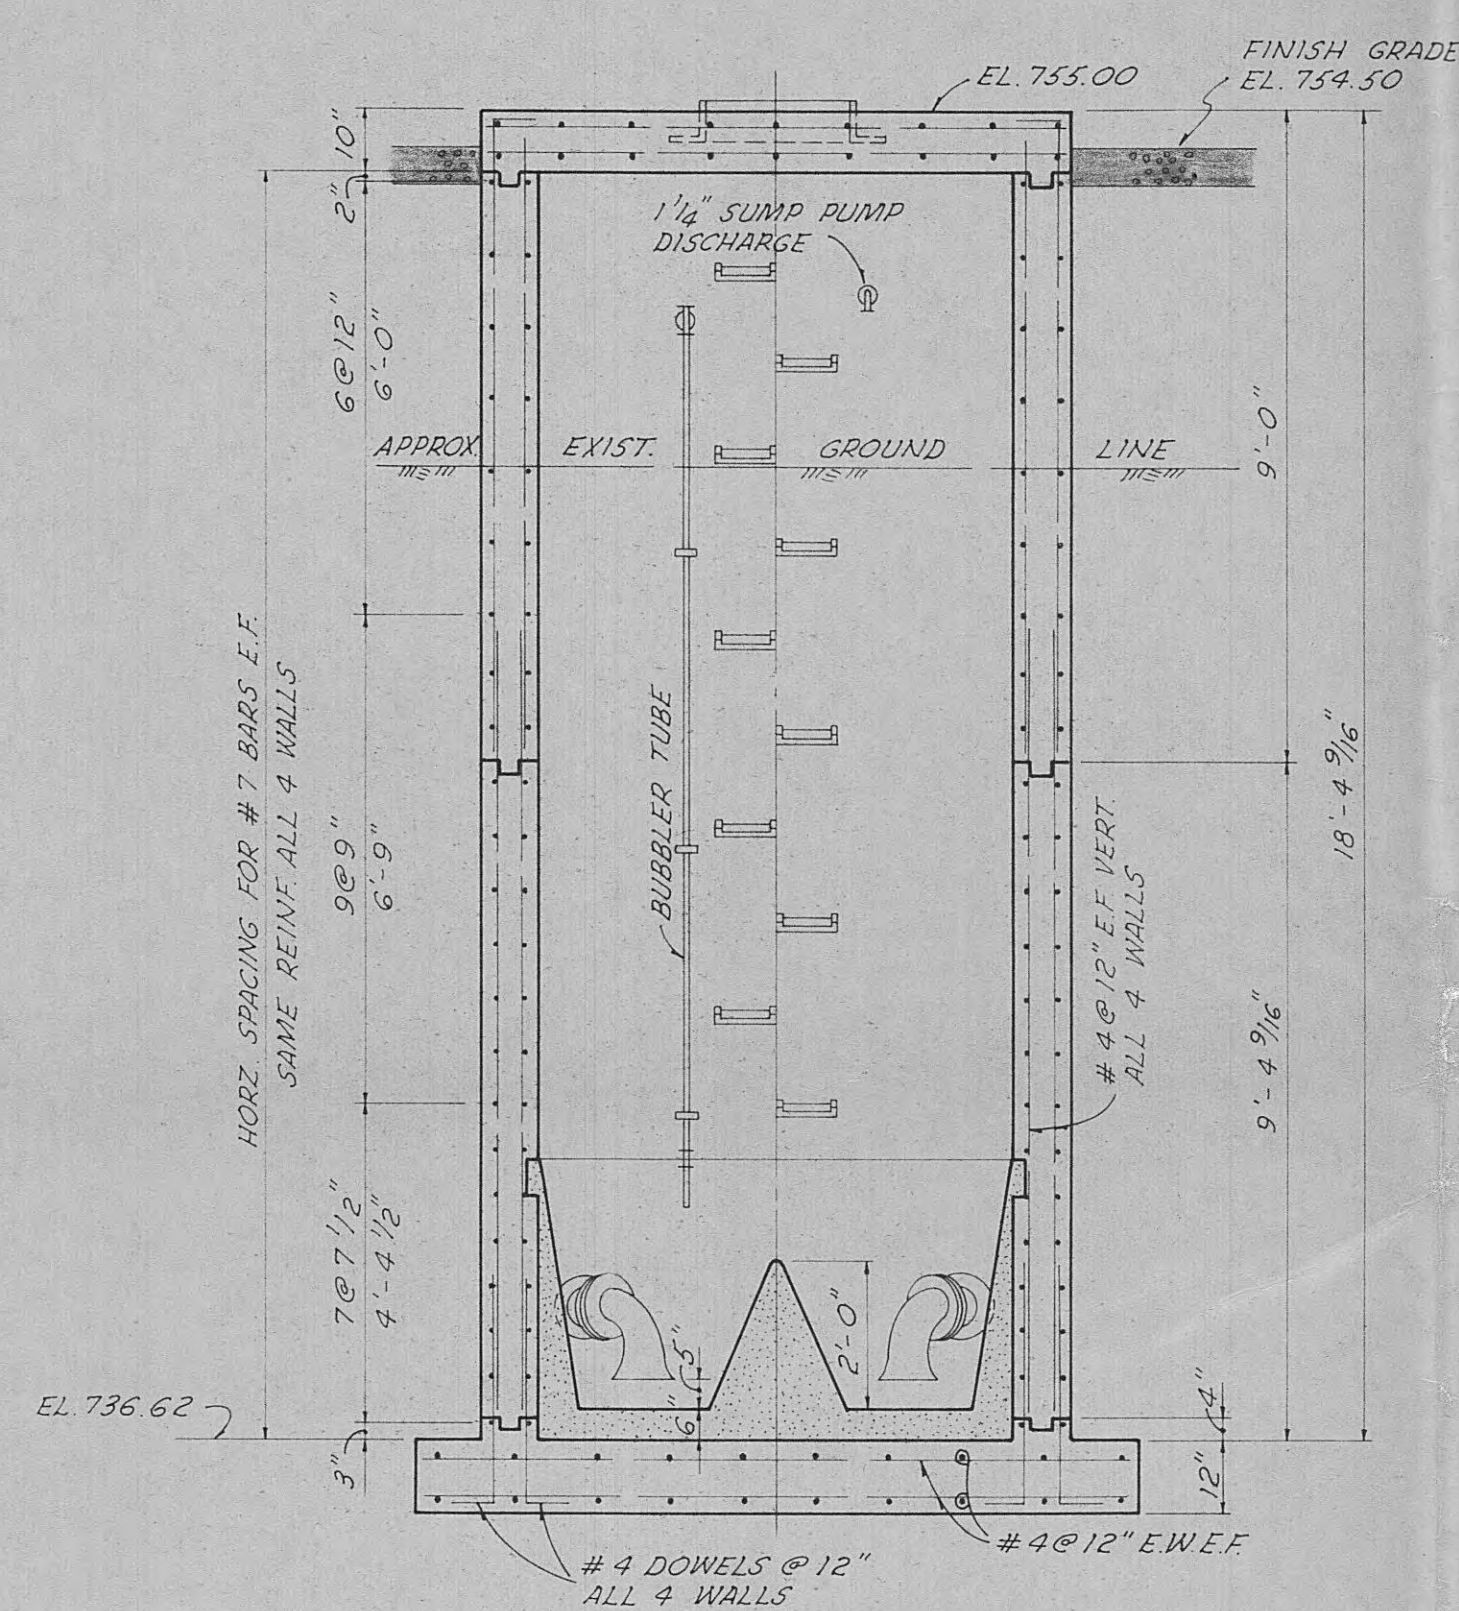 FINISH GRADE
EL. 754.50
EL. 755.00
10"
2"
1 1/4" SUMP PUMP
DISCHARGE
6@12"
6'-0"
APPROX. EXIST. GROUND LINE
9'-0"
HORZ. SPACING FOR #7 BARS E.F.
SAME REINF. ALL 4 WALLS
9@9"
6'-9"
BUBBLER TUBE
#4@12" E.F. VERT.
ALL 4 WALLS
18'-4 9/16"
9'-4 9/16"
7@7 1/2"
4'-4 1/2"
5"
2'-0"
6"
EL. 736.62
3"
4"
12"
#4@12" E.W.E.F.
#4 DOWELS @ 12"
ALL 4 WALLS